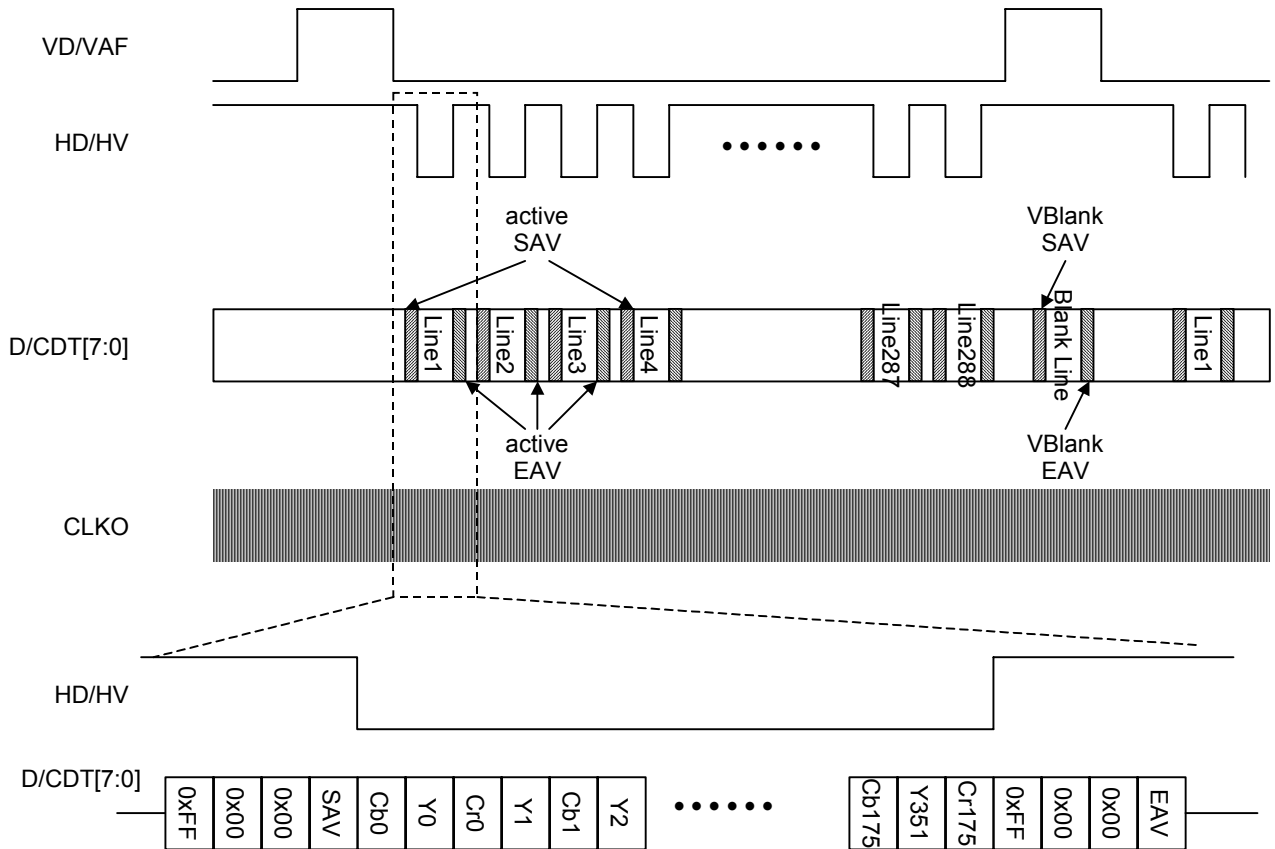 VD/VAF
HD/HV
active
SAV
VBlank
SAV
D/CDT[7:0]
Line1
Line2
Line3
Line4
Line287
Line288
Blank Line
Line1
active
EAV
VBlank
EAV
CLKO
HD/HV
D/CDT[7:0]
0xFF
0x00
0x00
SAV
Cb0
Y0
Cr0
Y1
Cb1
Y2
Cb175
Y351
Cr175
0xFF
0x00
0x00
EAV